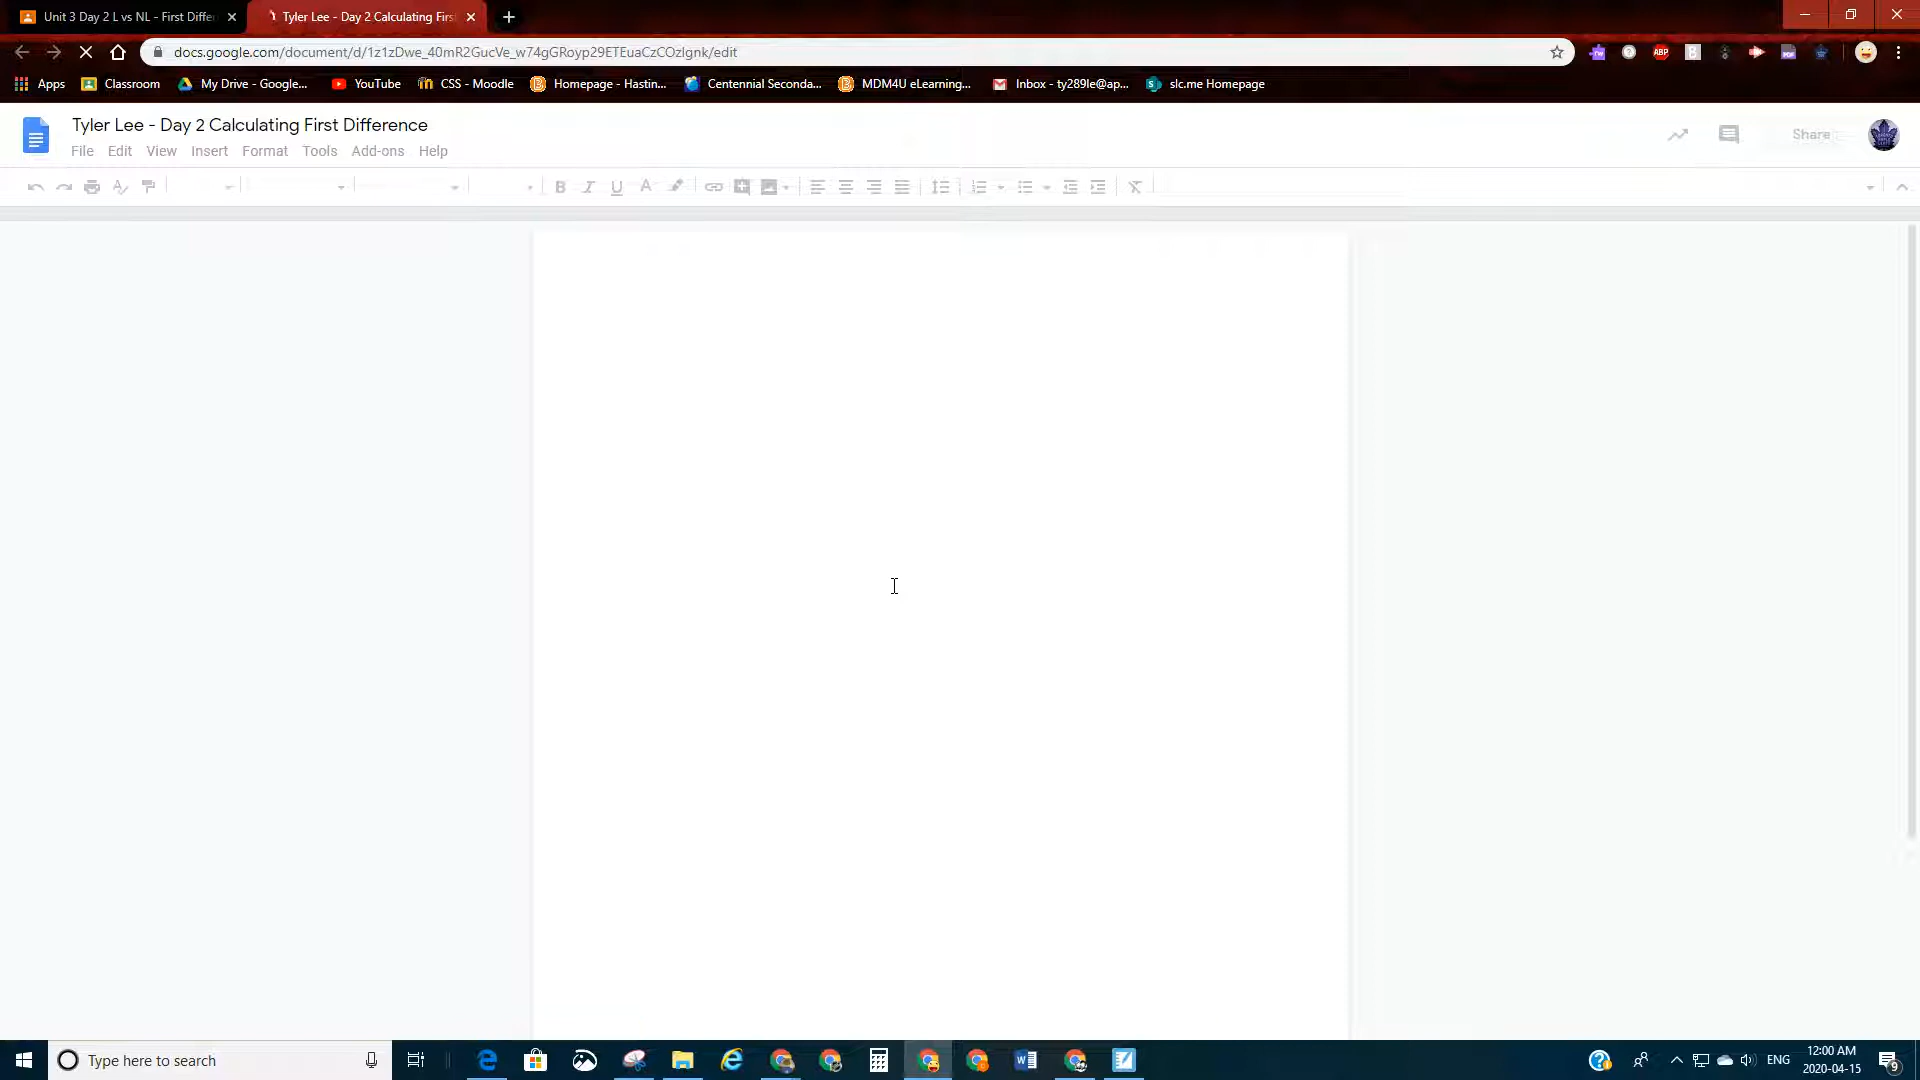 Unit 3 Day 2 L vs NL - First Differ
Tyler Lee - Day 2 Calculating First
docs.google.com/document/d/1z1zDwe_40mR2GucVe_w74gGRoyp29ETEuaCzCOzIgnk/edit
Apps
Classroom
My Drive - Google...
YouTube
CSS - Moodle
Homepage - Hastin...
Centennial Seconda...
MDM4U eLearning...
Inbox - ty289le@ap...
slc.me Homepage
Tyler Lee - Day 2 Calculating First Difference
Share
File Edit View Insert Format Tools Add-ons Help
Type here to search
ENG
12:00 AM
2020-04-15
9